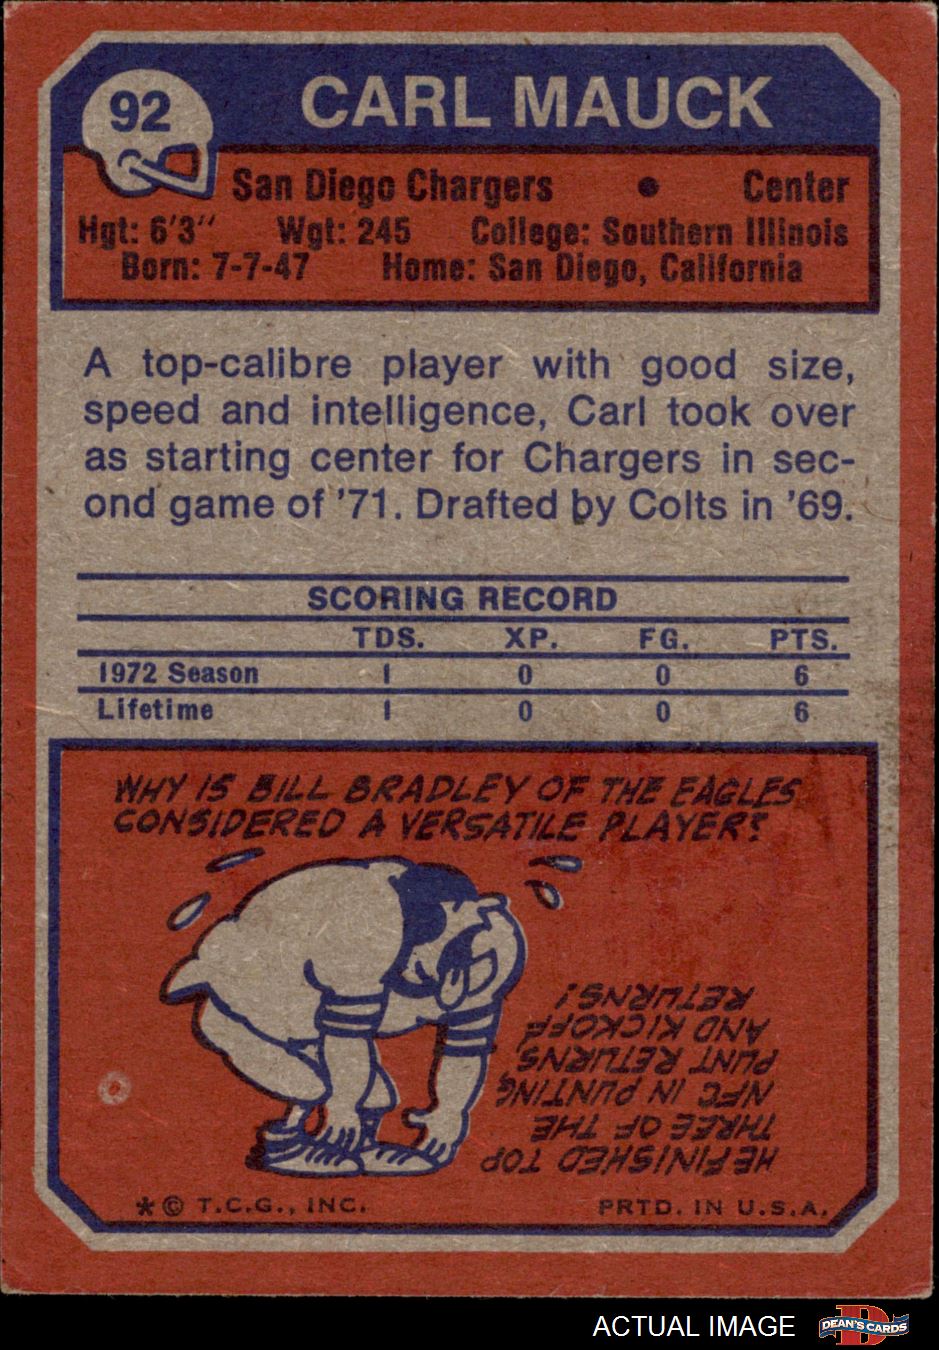 92
CARL MAUCK
San Diego Chargers • Center
Hgt: 6'3" Wgt: 245 College: Southern Illinois
Born: 7-7-47 Home: San Diego, California
A top-calibre player with good size,
speed and intelligence, Carl took over
as starting center for Chargers in sec-
ond game of '71. Drafted by Colts in '69.
SCORING RECORD
TDS. XP. FG. PTS.
1972 Season 1 0 0 6
Lifetime 1 0 0 6
WHY IS BILL BRADLEY OF THE EAGLES
CONSIDERED A VERSATILE PLAYER?
HE FINISHED TOP
THREE OF THE
NFC IN PUNTING,
PUNT RETURNS
AND KICKOFF
RETURNS!
* © T.C.G., INC. PRTD. IN U.S.A.
ACTUAL IMAGE
D
DEAN'S CARDS